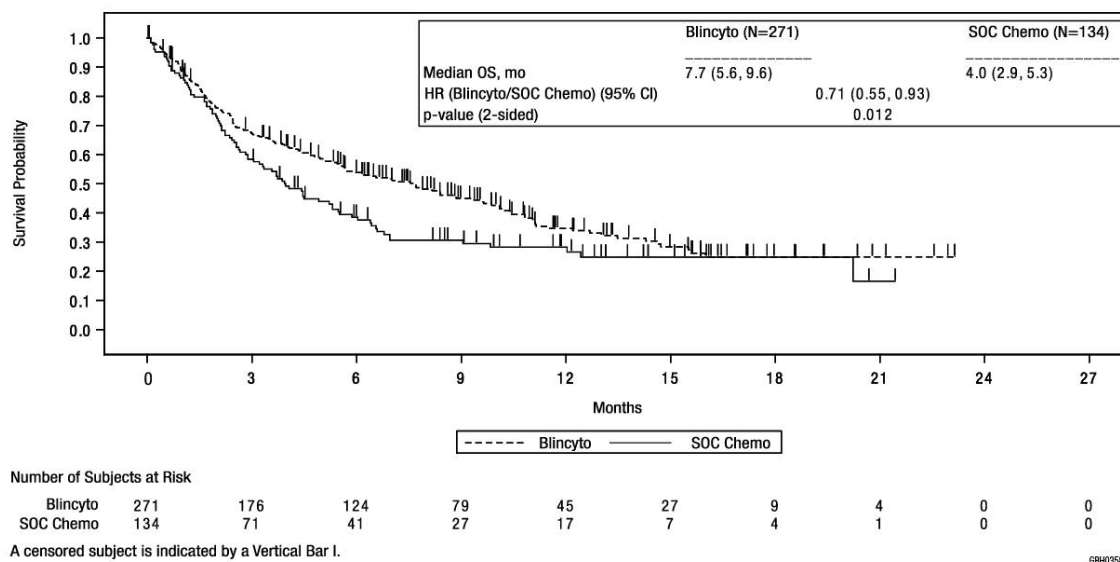 Blincyto (N=271) SOC Chemo (N=134)
Median OS, mo 7.7 (5.6, 9.6) 4.0 (2.9, 5.3)
HR (Blincyto/SOC Chemo) (95% CI) 0.71 (0.55, 0.93)
p-value (2-sided) 0.012
Survival Probability
1.0
0.9
0.8
0.7
0.6
0.5
0.4
0.3
0.2
0.1
0.0
0 3 6 9 12 15 18 21 24 27
Months
Blincyto SOC Chemo
Number of Subjects at Risk
Blincyto 271 176 124 79 45 27 9 4 0 0
SOC Chemo 134 71 41 27 17 7 4 1 0 0
A censored subject is indicated by a Vertical Bar I.